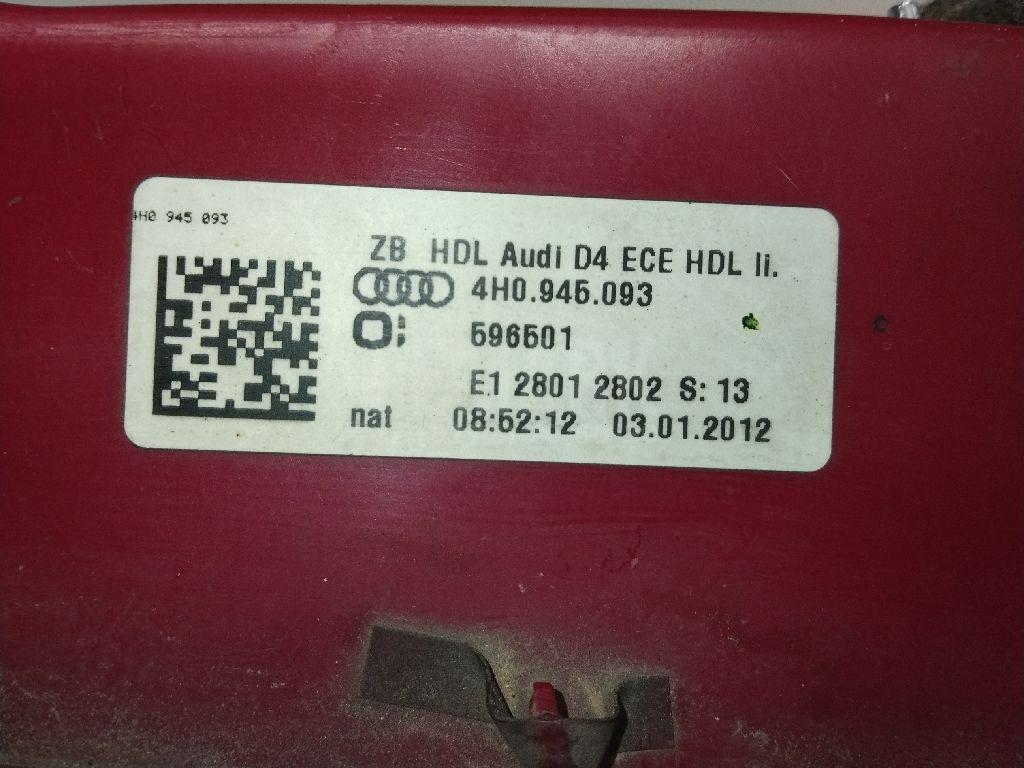 4H0 945 093
ZB HDL Audi D4 ECE HDL li.
4H0.945.093
596501
E1 2801 2802 S: 13
nat 08:52:12 03.01.2012